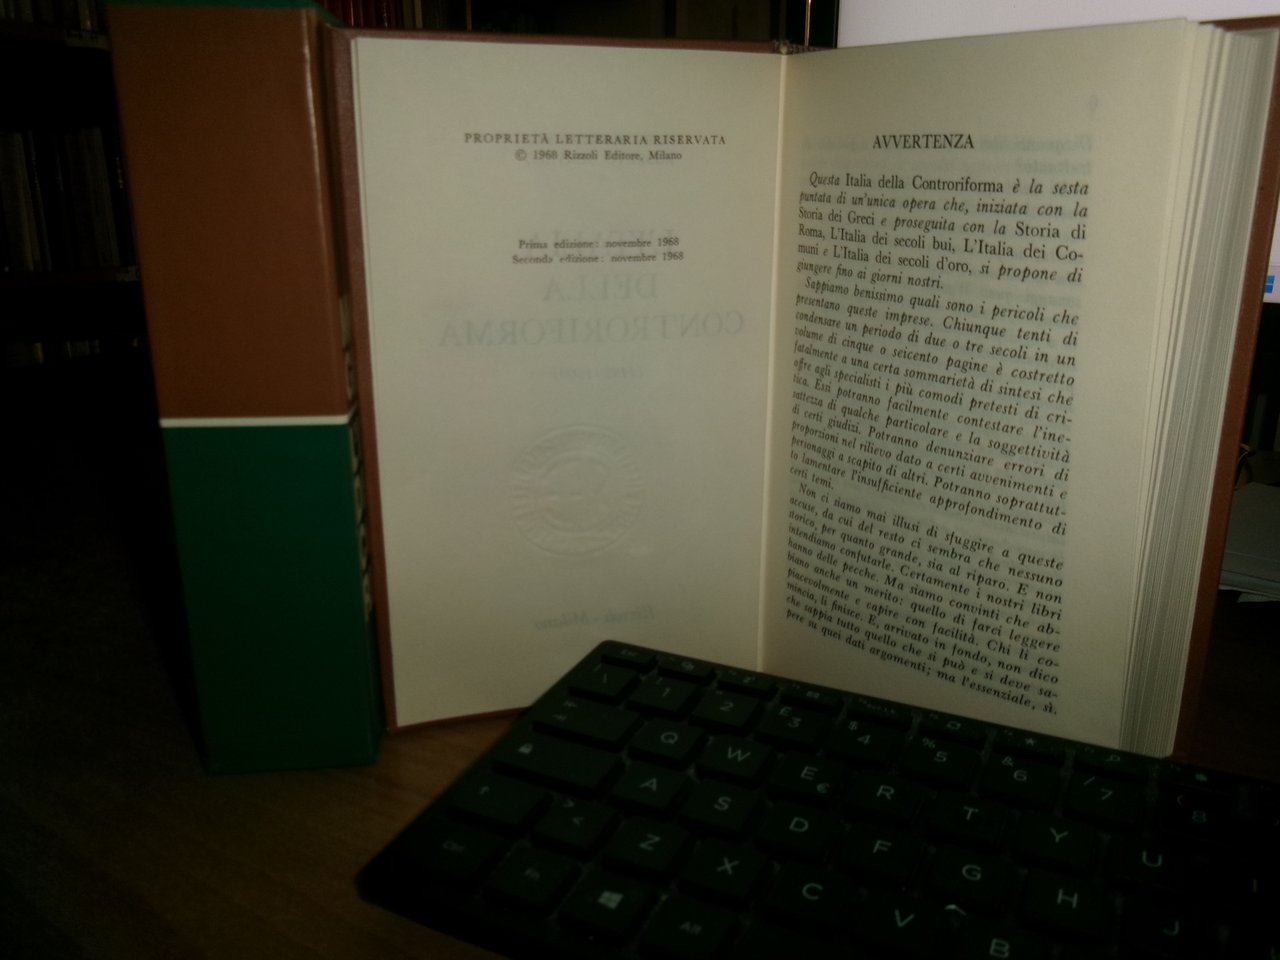 PROPRIETÀ LETTERARIA RISERVATA
© 1968 Rizzoli Editore, Milano
Prima edizione: novembre 1968
Seconda edizione: novembre 1968
AVVERTENZA
Questa Italia della Controriforma è la sesta
puntata di un'unica opera che, iniziata con la
Storia dei Greci e proseguita con la Storia di
Roma, L'Italia dei secoli bui, L'Italia dei Co-
muni e L'Italia dei secoli d'oro, si propone di
giungere fino ai giorni nostri.
Sappiamo benissimo quali sono i pericoli che
presentano queste imprese. Chiunque tenti di
condensare un periodo di due o tre secoli in un
volume di cinque o seicento pagine è costretto
fatalmente a una certa sommarietà di sintesi che
offre agli specialisti i più comodi pretesti di cri-
tica. Essi potranno facilmente contestare l'ine-
sattezza di qualche particolare e la soggettività
di certi giudizi. Potranno denunziare errori di
proporzioni nel rilievo dato a certi avvenimenti e
personaggi a scapito di altri. Potranno soprattut-
to lamentare l'insufficiente approfondimento di
certi temi.
Non ci siamo mai illusi di sfuggire a queste
accuse, da cui del resto ci sembra che nessuno
storico, per quanto grande, sia al riparo. E non
intendiamo confutarle. Certamente i nostri libri
hanno delle pecche. Ma siamo convinti che ab-
biano anche un merito: quello di farci leggere
piacevolmente e capire con facilità. Chi li co-
mincia, li finisce. E, arrivato in fondo, non dico
che sappia tutto quello che si può e si deve sa-
pere su quei dati argomenti; ma l'essenziale, sì.
ESC
\ 1 2 £ 3 $ 4 % 5 & 6 / 7 ( 8
Q W E € R T Y U
A S D F G H J
> < Z X C V B
Fn Alt